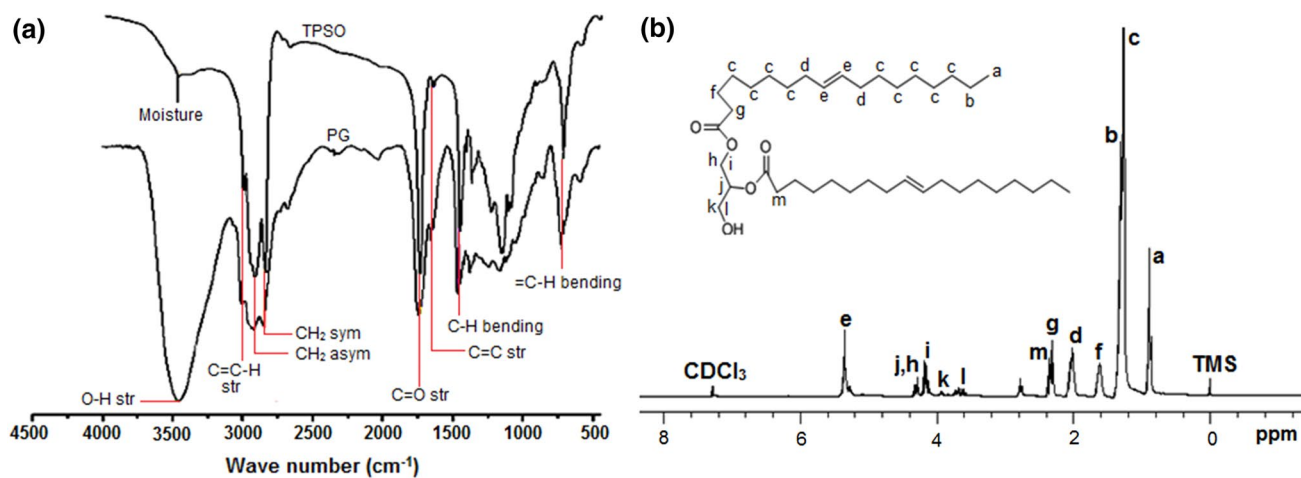 (a)
TPSO
Moisture
PG
=C-H bending
CH₂ sym
C-H bending
CH₂ asym
C=C str
C=C-H
str
C=O str
O-H str
4500 4000 3500 3000 2500 2000 1500 1000 500
Wave number (cm⁻¹)
(b)
c c c d e c c c a
f c c c e d c c b
g
O
O
h i
O
j O
k m
l
OH
c
b
a
e
g
d
j,h i
m f
CDCl₃ k l TMS
8 6 4 2 0 ppm